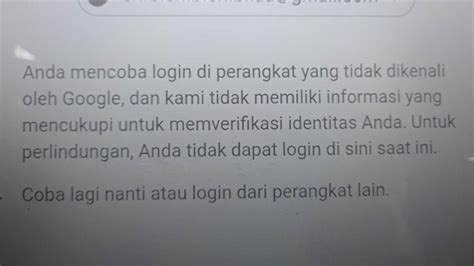 Anda mencoba login di perangkat yang tidak dikenali
oleh Google, dan kami tidak memiliki informasi yang
mencukupi untuk memverifikasi identitas Anda. Untuk
perlindungan, Anda tidak dapat login di sini saat ini.
Coba lagi nanti atau login dari perangkat lain.